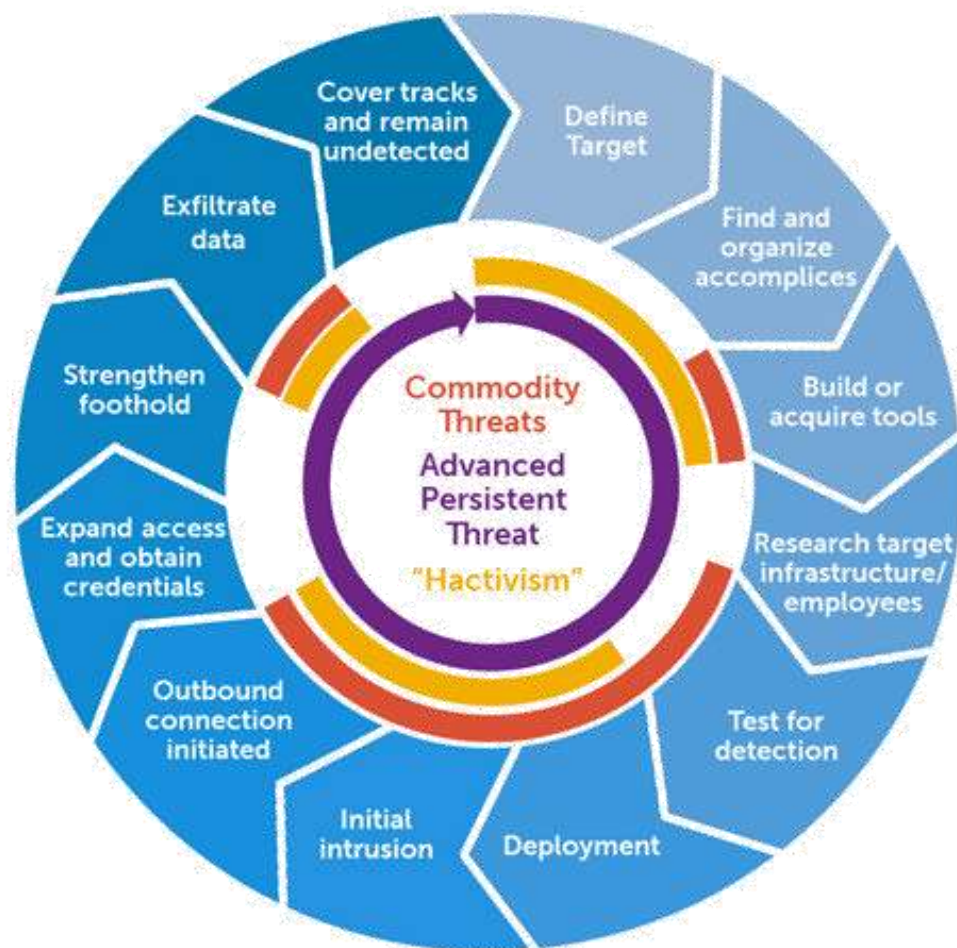 Cover tracks
and remain
undetected
Define
Target
Find and
organize
accomplices
Build or
acquire tools
Research target
infrastructure/
employees
Test for
detection
Deployment
Initial
intrusion
Outbound
connection
initiated
Expand access
and obtain
credentials
Strengthen
foothold
Exfiltrate
data
Commodity
Threats
Advanced
Persistent
Threat
"Hactivism"